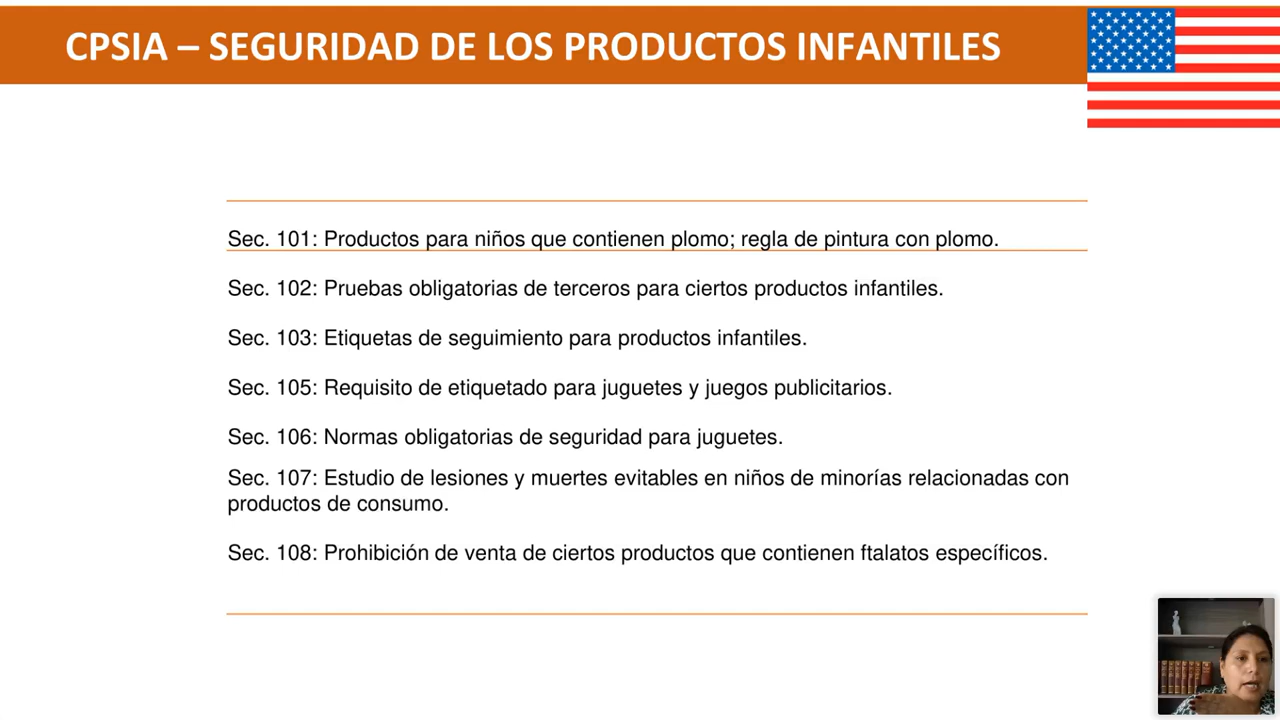 CPSIA – SEGURIDAD DE LOS PRODUCTOS INFANTILES
Sec. 101: Productos para niños que contienen plomo; regla de pintura con plomo.
Sec. 102: Pruebas obligatorias de terceros para ciertos productos infantiles.
Sec. 103: Etiquetas de seguimiento para productos infantiles.
Sec. 105: Requisito de etiquetado para juguetes y juegos publicitarios.
Sec. 106: Normas obligatorias de seguridad para juguetes.
Sec. 107: Estudio de lesiones y muertes evitables en niños de minorías relacionadas con
productos de consumo.
Sec. 108: Prohibición de venta de ciertos productos que contienen ftalatos específicos.